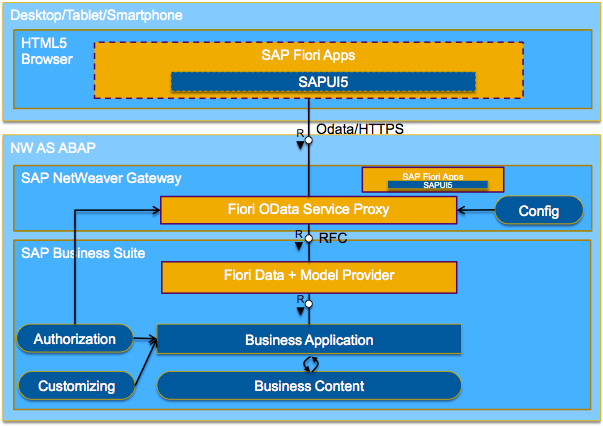 Desktop/Tablet/Smartphone
HTML5
Browser
SAP Fiori Apps
SAPUI5
R
Odata/HTTPS
NW AS ABAP
SAP NetWeaver Gateway
SAP Fiori Apps
SAPUI5
Fiori OData Service Proxy
Config
R
RFC
SAP Business Suite
Fiori Data + Model Provider
R
Authorization
Business Application
Customizing
Business Content